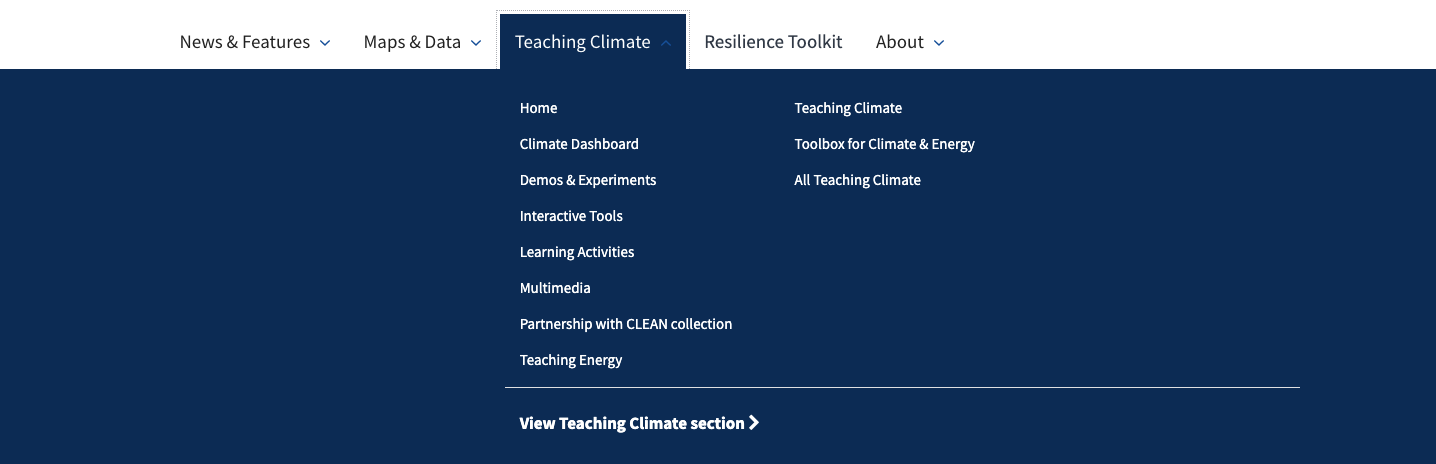 News & Features
Maps & Data
Teaching Climate
Resilience Toolkit
About
Home
Climate Dashboard
Demos & Experiments
Interactive Tools
Learning Activities
Multimedia
Partnership with CLEAN collection
Teaching Energy
Teaching Climate
Toolbox for Climate & Energy
All Teaching Climate
View Teaching Climate section